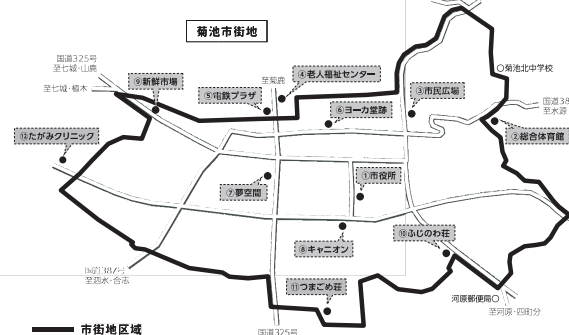 菊池市街地
国道325号
至七城・山鹿
至七城・植木
⑨新鮮市場
至菊鹿
④老人福祉センター
⑤電鉄プラザ
⑥ヨーカ堂跡
③市民広場
○菊池北中学校
国道38
至水源
②総合体育館
⑫たがみクリニック
①市役所
⑦夢空間
⑧キャニオン
⑩ふじのわ荘
国道387号
至泗水・合志
⑪つまごめ荘
河原郵便局○
至河原・四町分
市街地区域
国道325号